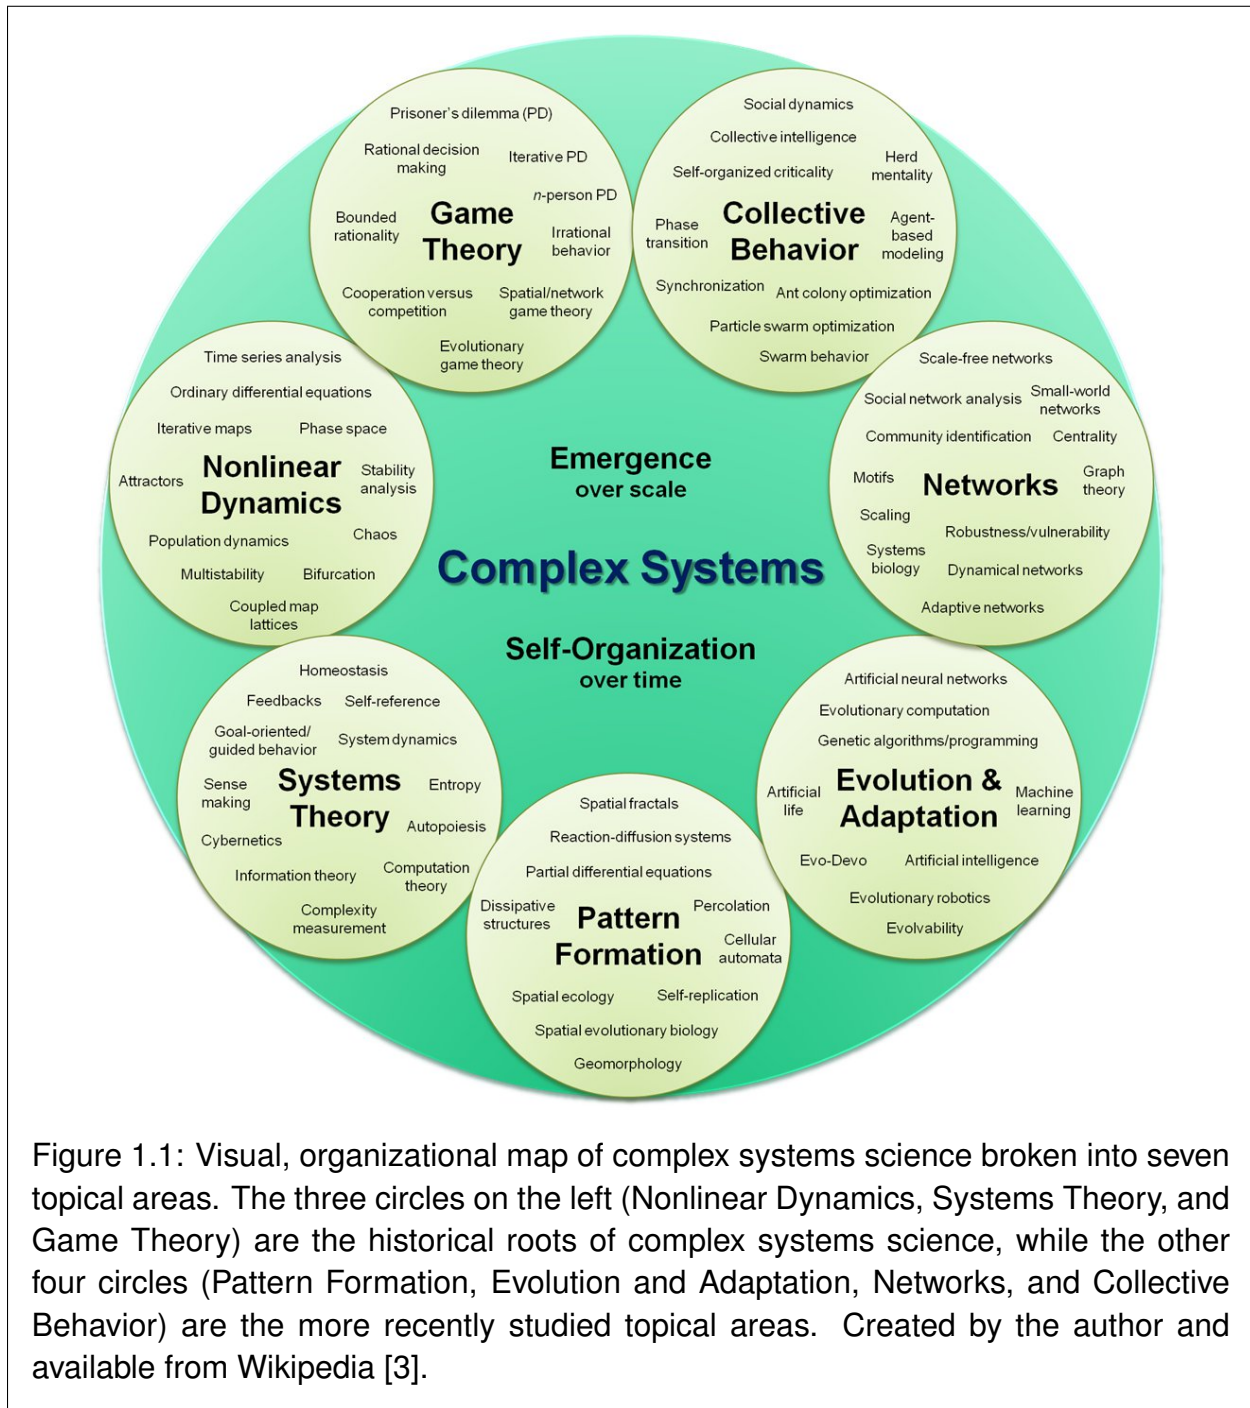 Prisoner's dilemma (PD)
Rational decision
making
Iterative PD
n-person PD
Bounded
rationality
Game
Theory
Irrational
behavior
Cooperation versus
competition
Spatial/network
game theory
Evolutionary
game theory
Social dynamics
Collective intelligence
Self-organized criticality
Herd
mentality
Phase
transition
Collective
Behavior
Agent-
based
modeling
Synchronization
Ant colony optimization
Particle swarm optimization
Swarm behavior
Time series analysis
Ordinary differential equations
Iterative maps
Phase space
Attractors
Nonlinear
Dynamics
Stability
analysis
Population dynamics
Chaos
Multistability
Bifurcation
Coupled map
lattices
Emergence
over scale
Complex Systems
Self-Organization
over time
Scale-free networks
Social network analysis
Small-world
networks
Community identification
Centrality
Motifs
Networks
Graph
theory
Scaling
Robustness/vulnerability
Systems
biology
Dynamical networks
Adaptive networks
Homeostasis
Feedbacks
Self-reference
Goal-oriented/
guided behavior
System dynamics
Sense
making
Systems
Theory
Entropy
Cybernetics
Autopoiesis
Information theory
Computation
theory
Complexity
measurement
Spatial fractals
Reaction-diffusion systems
Partial differential equations
Dissipative
structures
Pattern
Formation
Percolation
Cellular
automata
Spatial ecology
Self-replication
Spatial evolutionary biology
Geomorphology
Artificial neural networks
Evolutionary computation
Genetic algorithms/programming
Artificial
life
Evolution &
Adaptation
Machine
learning
Evo-Devo
Artificial intelligence
Evolutionary robotics
Evolvability
Figure 1.1: Visual, organizational map of complex systems science broken into seven
topical areas. The three circles on the left (Nonlinear Dynamics, Systems Theory, and
Game Theory) are the historical roots of complex systems science, while the other
four circles (Pattern Formation, Evolution and Adaptation, Networks, and Collective
Behavior) are the more recently studied topical areas. Created by the author and
available from Wikipedia [3].